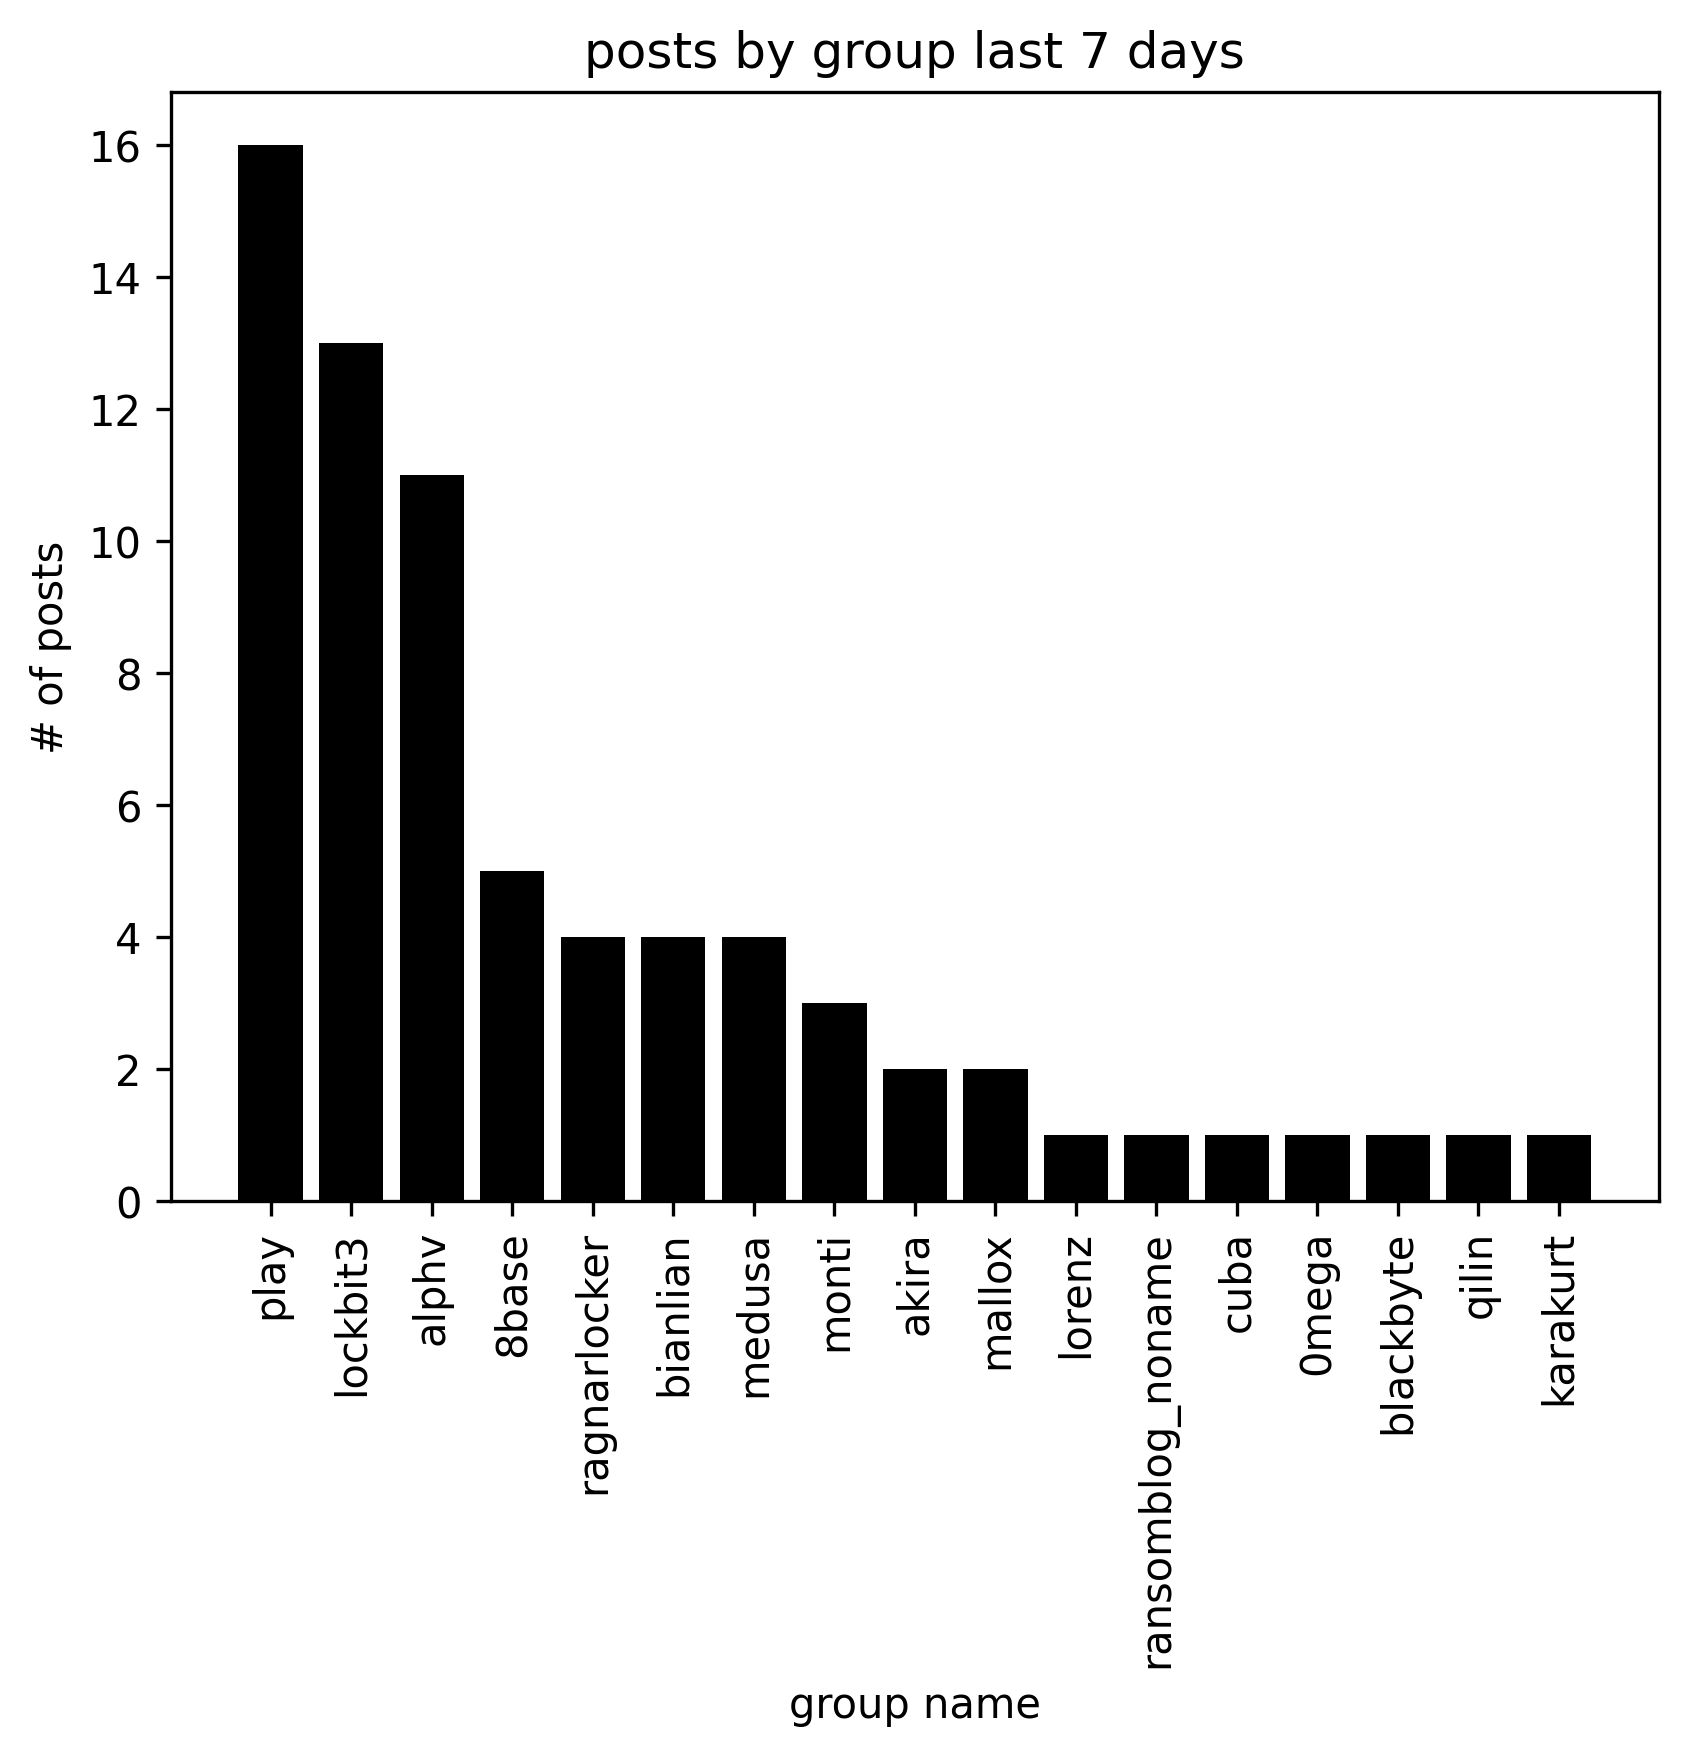 posts by group last 7 days
# of posts
16
14
12
10
8
6
4
2
0
play
lockbit3
alphv
8base
ragnarlocker
bianlian
medusa
monti
akira
mallox
lorenz
ransomblog_noname
cuba
0mega
blackbyte
qilin
karakurt
group name